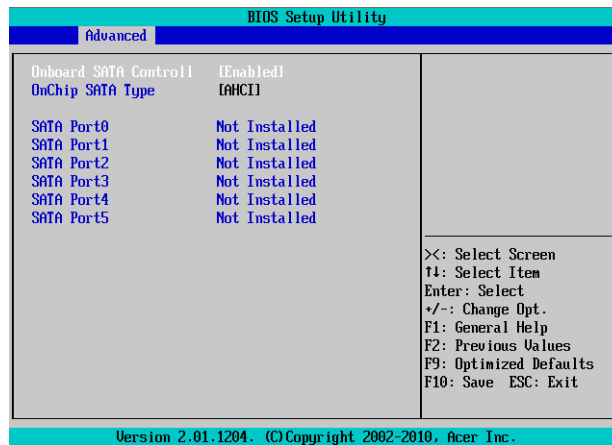 BIOS Setup Utility
Advanced
Onboard SATA Controll [Enabled]
OnChip SATA Type [AHCI]
SATA Port0 Not Installed
SATA Port1 Not Installed
SATA Port2 Not Installed
SATA Port3 Not Installed
SATA Port4 Not Installed
SATA Port5 Not Installed
><: Select Screen
↑↓: Select Item
Enter: Select
+/-: Change Opt.
F1: General Help
F2: Previous Values
F9: Optimized Defaults
F10: Save ESC: Exit
Version 2.01.1204. (C)Copyright 2002-2010, Acer Inc.